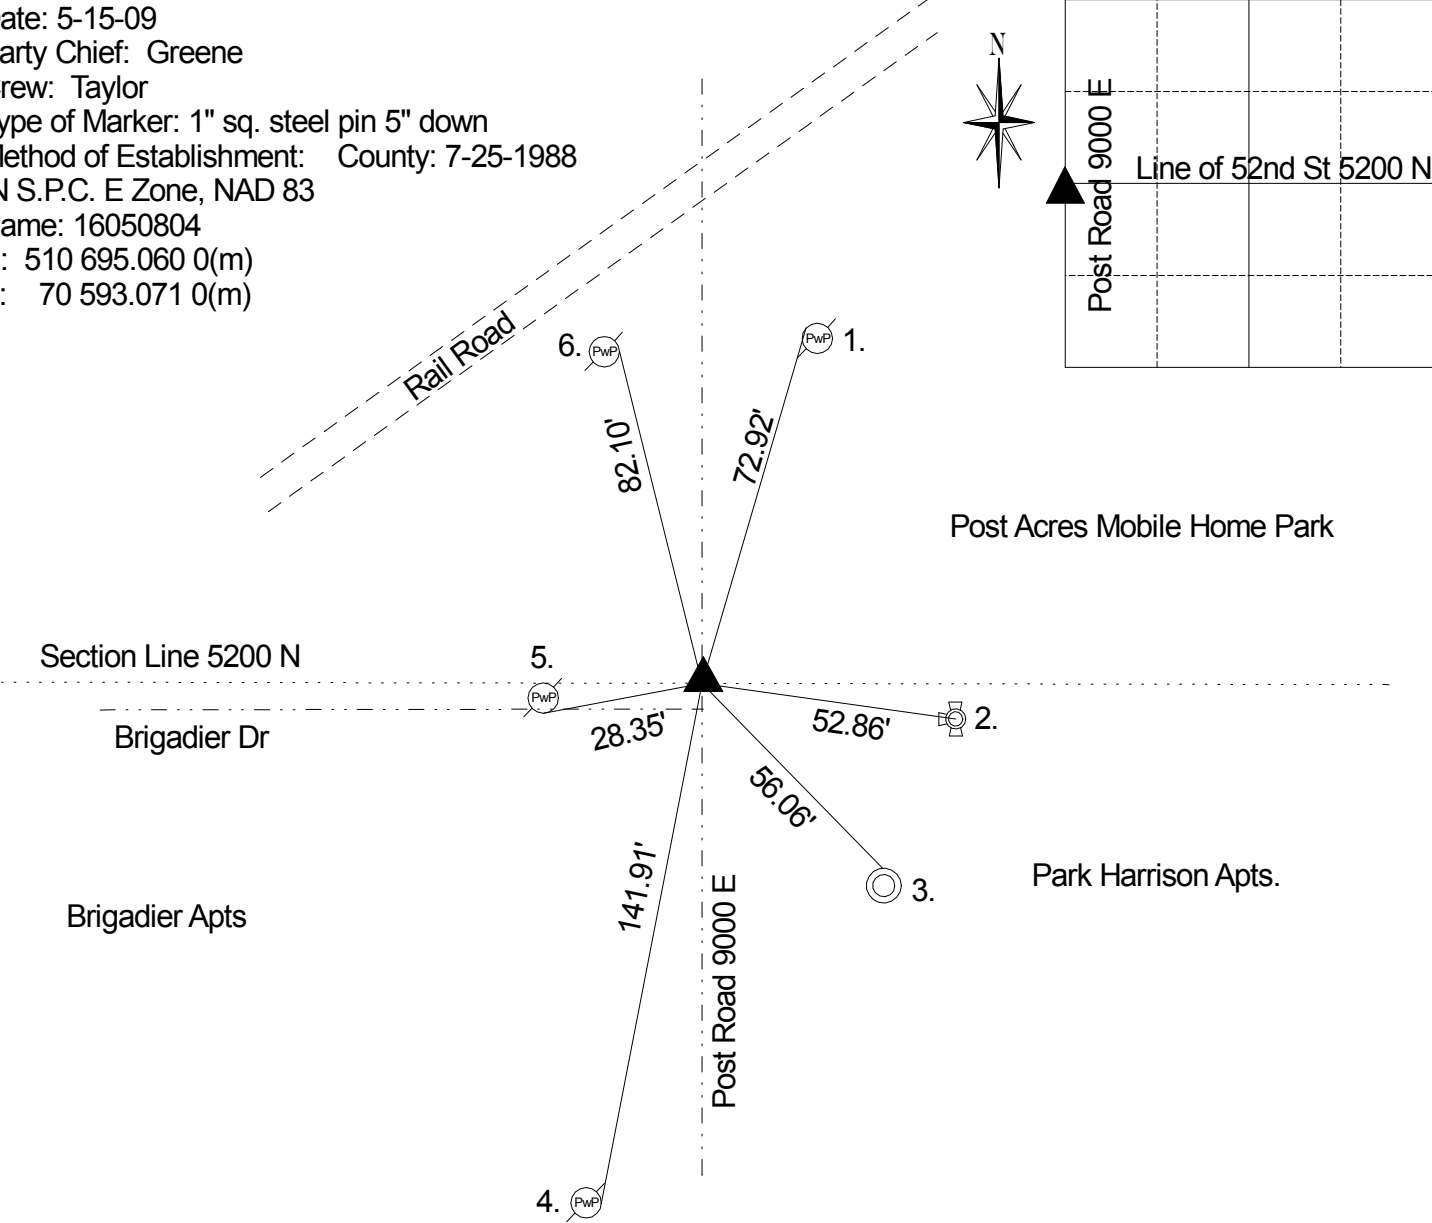 ate: 5-15-09
arty Chief: Greene
rew: Taylor
ype of Marker: 1" sq. steel pin 5" down
ethod of Establishment: County: 7-25-1988
N S.P.C. E Zone, NAD 83
ame: 16050804
: 510 695.060 0(m)
: 70 593.071 0(m)
N
Post Road 9000 E
Line of 52nd St 5200 N
Rail Road
6. PwP
PwP 1.
82.10'
72.92'
Post Acres Mobile Home Park
Section Line 5200 N
5.
PwP
Brigadier Dr
28.35'
52.86'
2.
56.06'
141.91'
3.
Park Harrison Apts.
Brigadier Apts
Post Road 9000 E
4. PwP